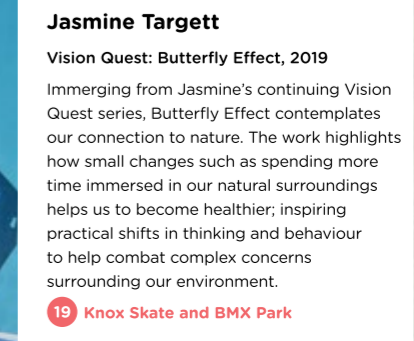 Jasmine Targett
Vision Quest: Butterfly Effect, 2019
Immerging from Jasmine's continuing Vision
Quest series, Butterfly Effect contemplates
our connection to nature. The work highlights
how small changes such as spending more
time immersed in our natural surroundings
helps us to become healthier; inspiring
practical shifts in thinking and behaviour
to help combat complex concerns
surrounding our environment.
19 Knox Skate and BMX Park